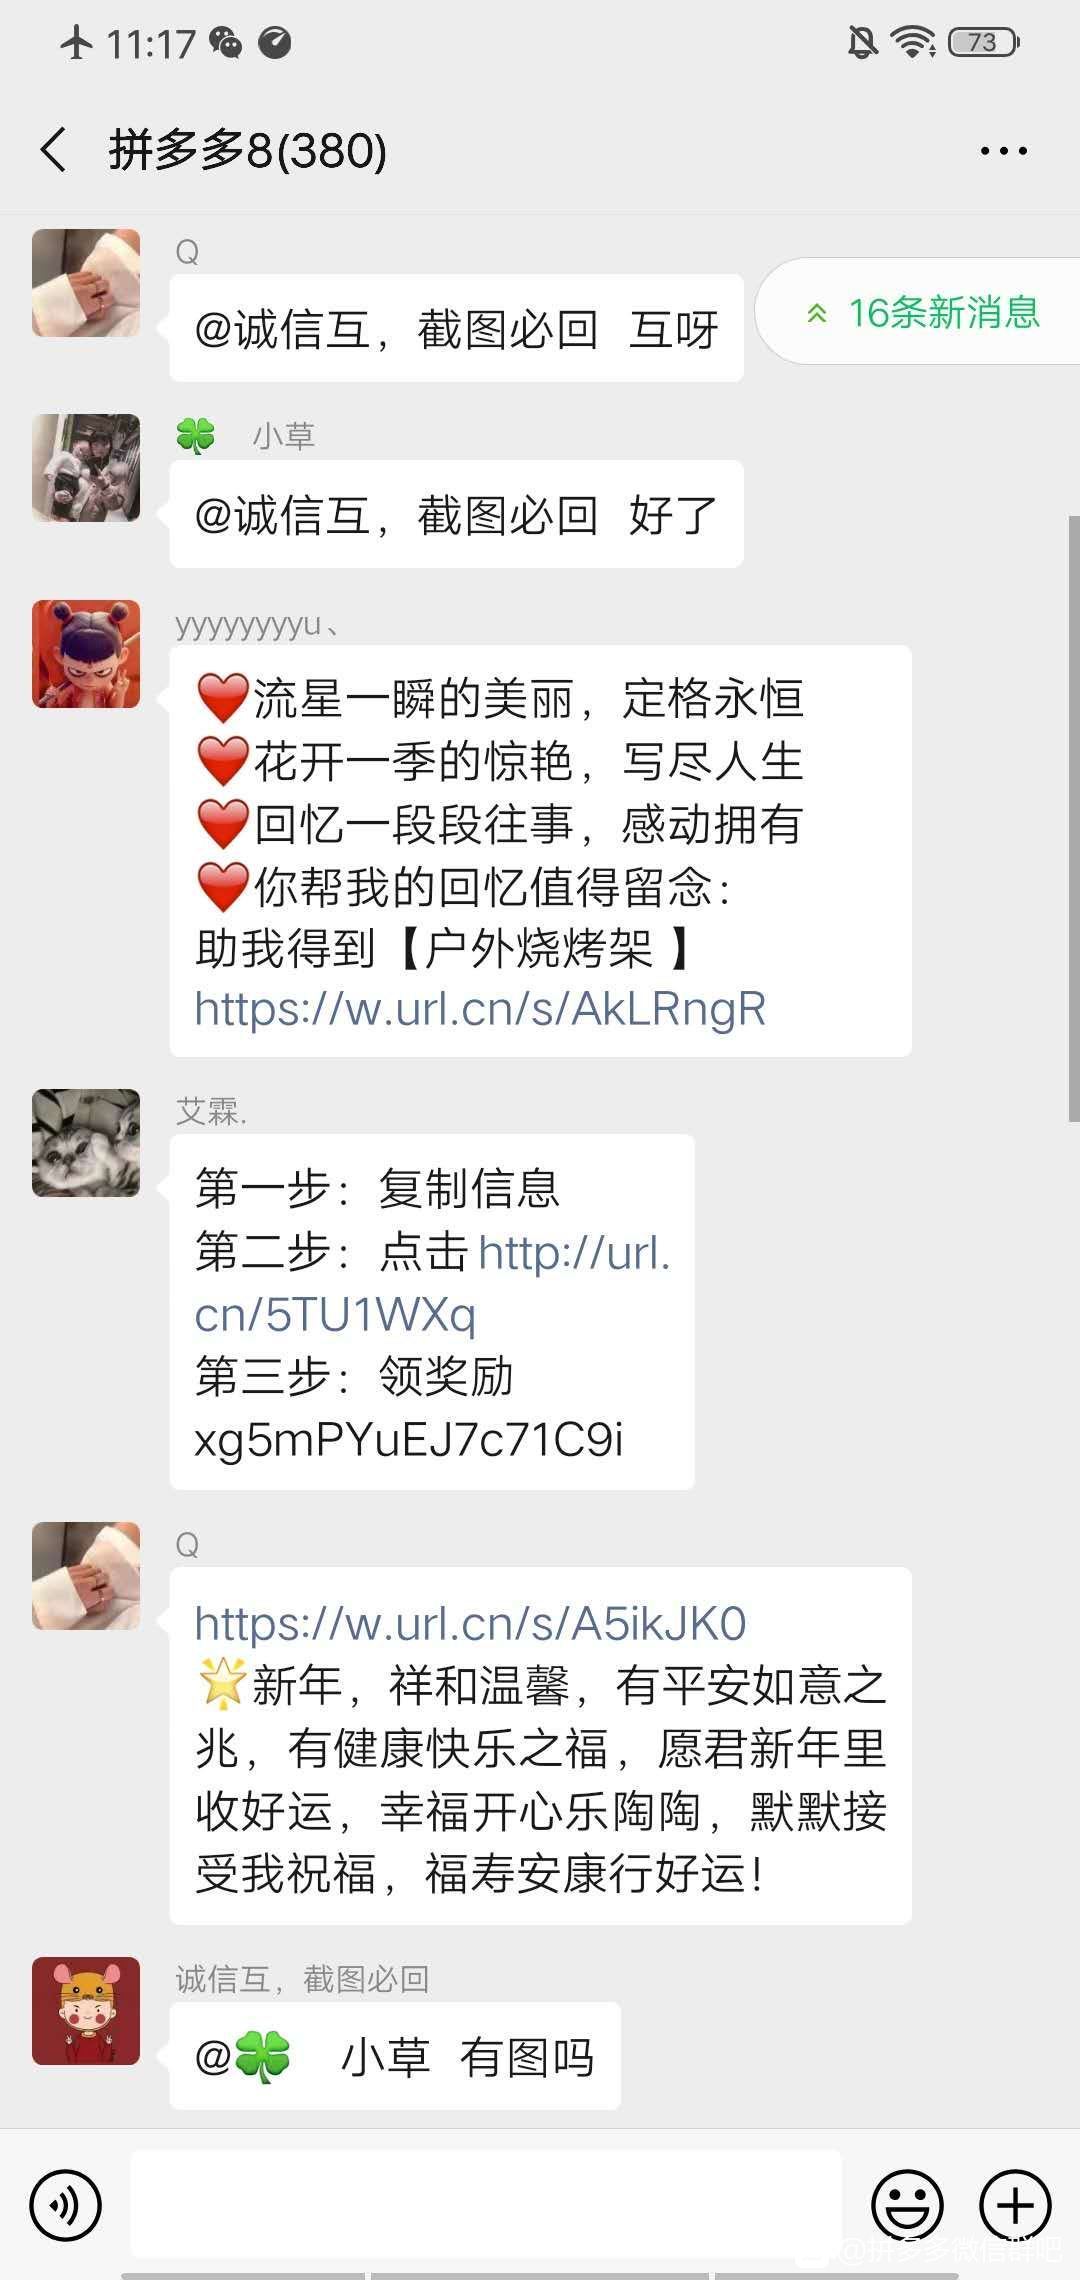 11:17
73
拼多多8(380)
Q
@诚信互，截图必回 互呀
16条新消息
小草
@诚信互，截图必回 好了
yyyyyyyyu、
❤️流星一瞬的美丽，定格永恒
❤️花开一季的惊艳，写尽人生
❤️回忆一段段往事，感动拥有
❤️你帮我的回忆值得留念：
助我得到【户外烧烤架 】
https://w.url.cn/s/AkLRngR
艾霖.
第一步：复制信息
第二步：点击http://url.
cn/5TU1WXq
第三步：领奖励
xg5mPYuEJ7c71C9i
Q
https://w.url.cn/s/A5ikJK0
🌟新年，祥和温馨，有平安如意之
兆，有健康快乐之福，愿君新年里
收好运，幸福开心乐陶陶，默默接
受我祝福，福寿安康行好运！
诚信互，截图必回
@🍀 小草 有图吗
@拼多多微信群吧